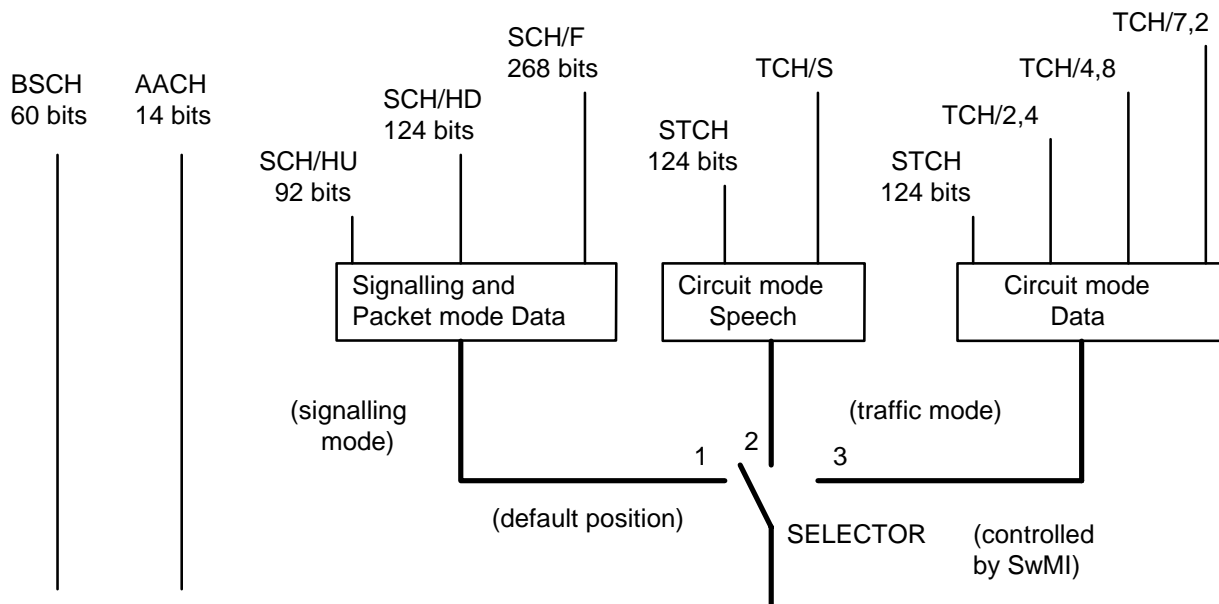 BSCH
60 bits
AACH
14 bits
SCH/HU
92 bits
SCH/HD
124 bits
SCH/F
268 bits
STCH
124 bits
TCH/S
STCH
124 bits
TCH/2,4
TCH/4,8
TCH/7,2
Signalling and
Packet mode Data
Circuit mode
Speech
Circuit mode
Data
(signalling
mode)
(traffic mode)
1
2
3
(default position)
SELECTOR
(controlled
by SwMI)